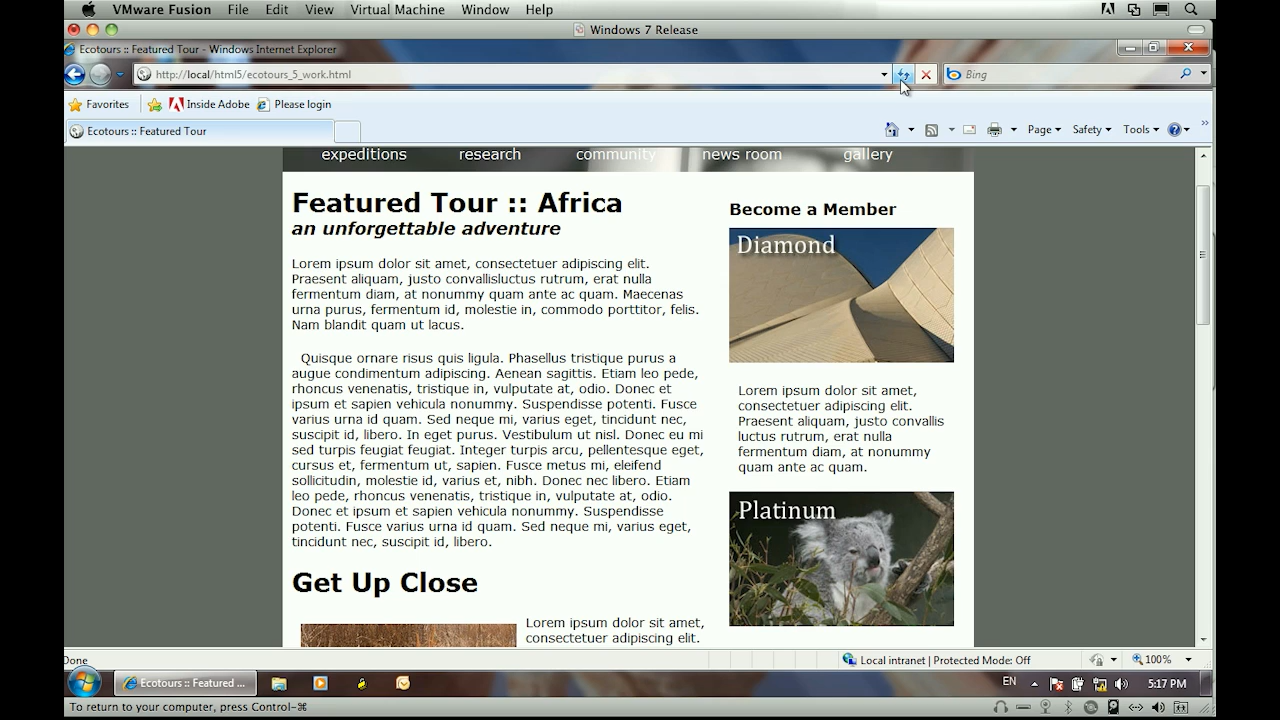 VMware Fusion File Edit View Virtual Machine Window Help
Windows 7 Release
Ecotours :: Featured Tour - Windows Internet Explorer
http://local/html5/ecotours_5_work.html
Bing
Favorites Inside Adobe Please login
Ecotours :: Featured Tour
Page Safety Tools
expeditions research community news room gallery
Featured Tour :: Africa
an unforgettable adventure
Lorem ipsum dolor sit amet, consectetuer adipiscing elit.
Praesent aliquam, justo convallisluctus rutrum, erat nulla
fermentum diam, at nonummy quam ante ac quam. Maecenas
urna purus, fermentum id, molestie in, commodo porttitor, felis.
Nam blandit quam ut lacus.
Quisque ornare risus quis ligula. Phasellus tristique purus a
augue condimentum adipiscing. Aenean sagittis. Etiam leo pede,
rhoncus venenatis, tristique in, vulputate at, odio. Donec et
ipsum et sapien vehicula nonummy. Suspendisse potenti. Fusce
varius urna id quam. Sed neque mi, varius eget, tincidunt nec,
suscipit id, libero. In eget purus. Vestibulum ut nisl. Donec eu mi
sed turpis feugiat feugiat. Integer turpis arcu, pellentesque eget,
cursus et, fermentum ut, sapien. Fusce metus mi, eleifend
sollicitudin, molestie id, varius et, nibh. Donec nec libero. Etiam
leo pede, rhoncus venenatis, tristique in, vulputate at, odio.
Donec et ipsum et sapien vehicula nonummy. Suspendisse
potenti. Fusce varius urna id quam. Sed neque mi, varius eget,
tincidunt nec, suscipit id, libero.
Get Up Close
Lorem ipsum dolor sit amet,
consectetuer adipiscing elit.
Become a Member
Diamond
Lorem ipsum dolor sit amet,
consectetuer adipiscing elit.
Praesent aliquam, justo convallis
luctus rutrum, erat nulla
fermentum diam, at nonummy
quam ante ac quam.
Platinum
Done Local intranet | Protected Mode: Off 100%
Ecotours :: Featured ... EN 5:17 PM
To return to your computer, press Control-⌘